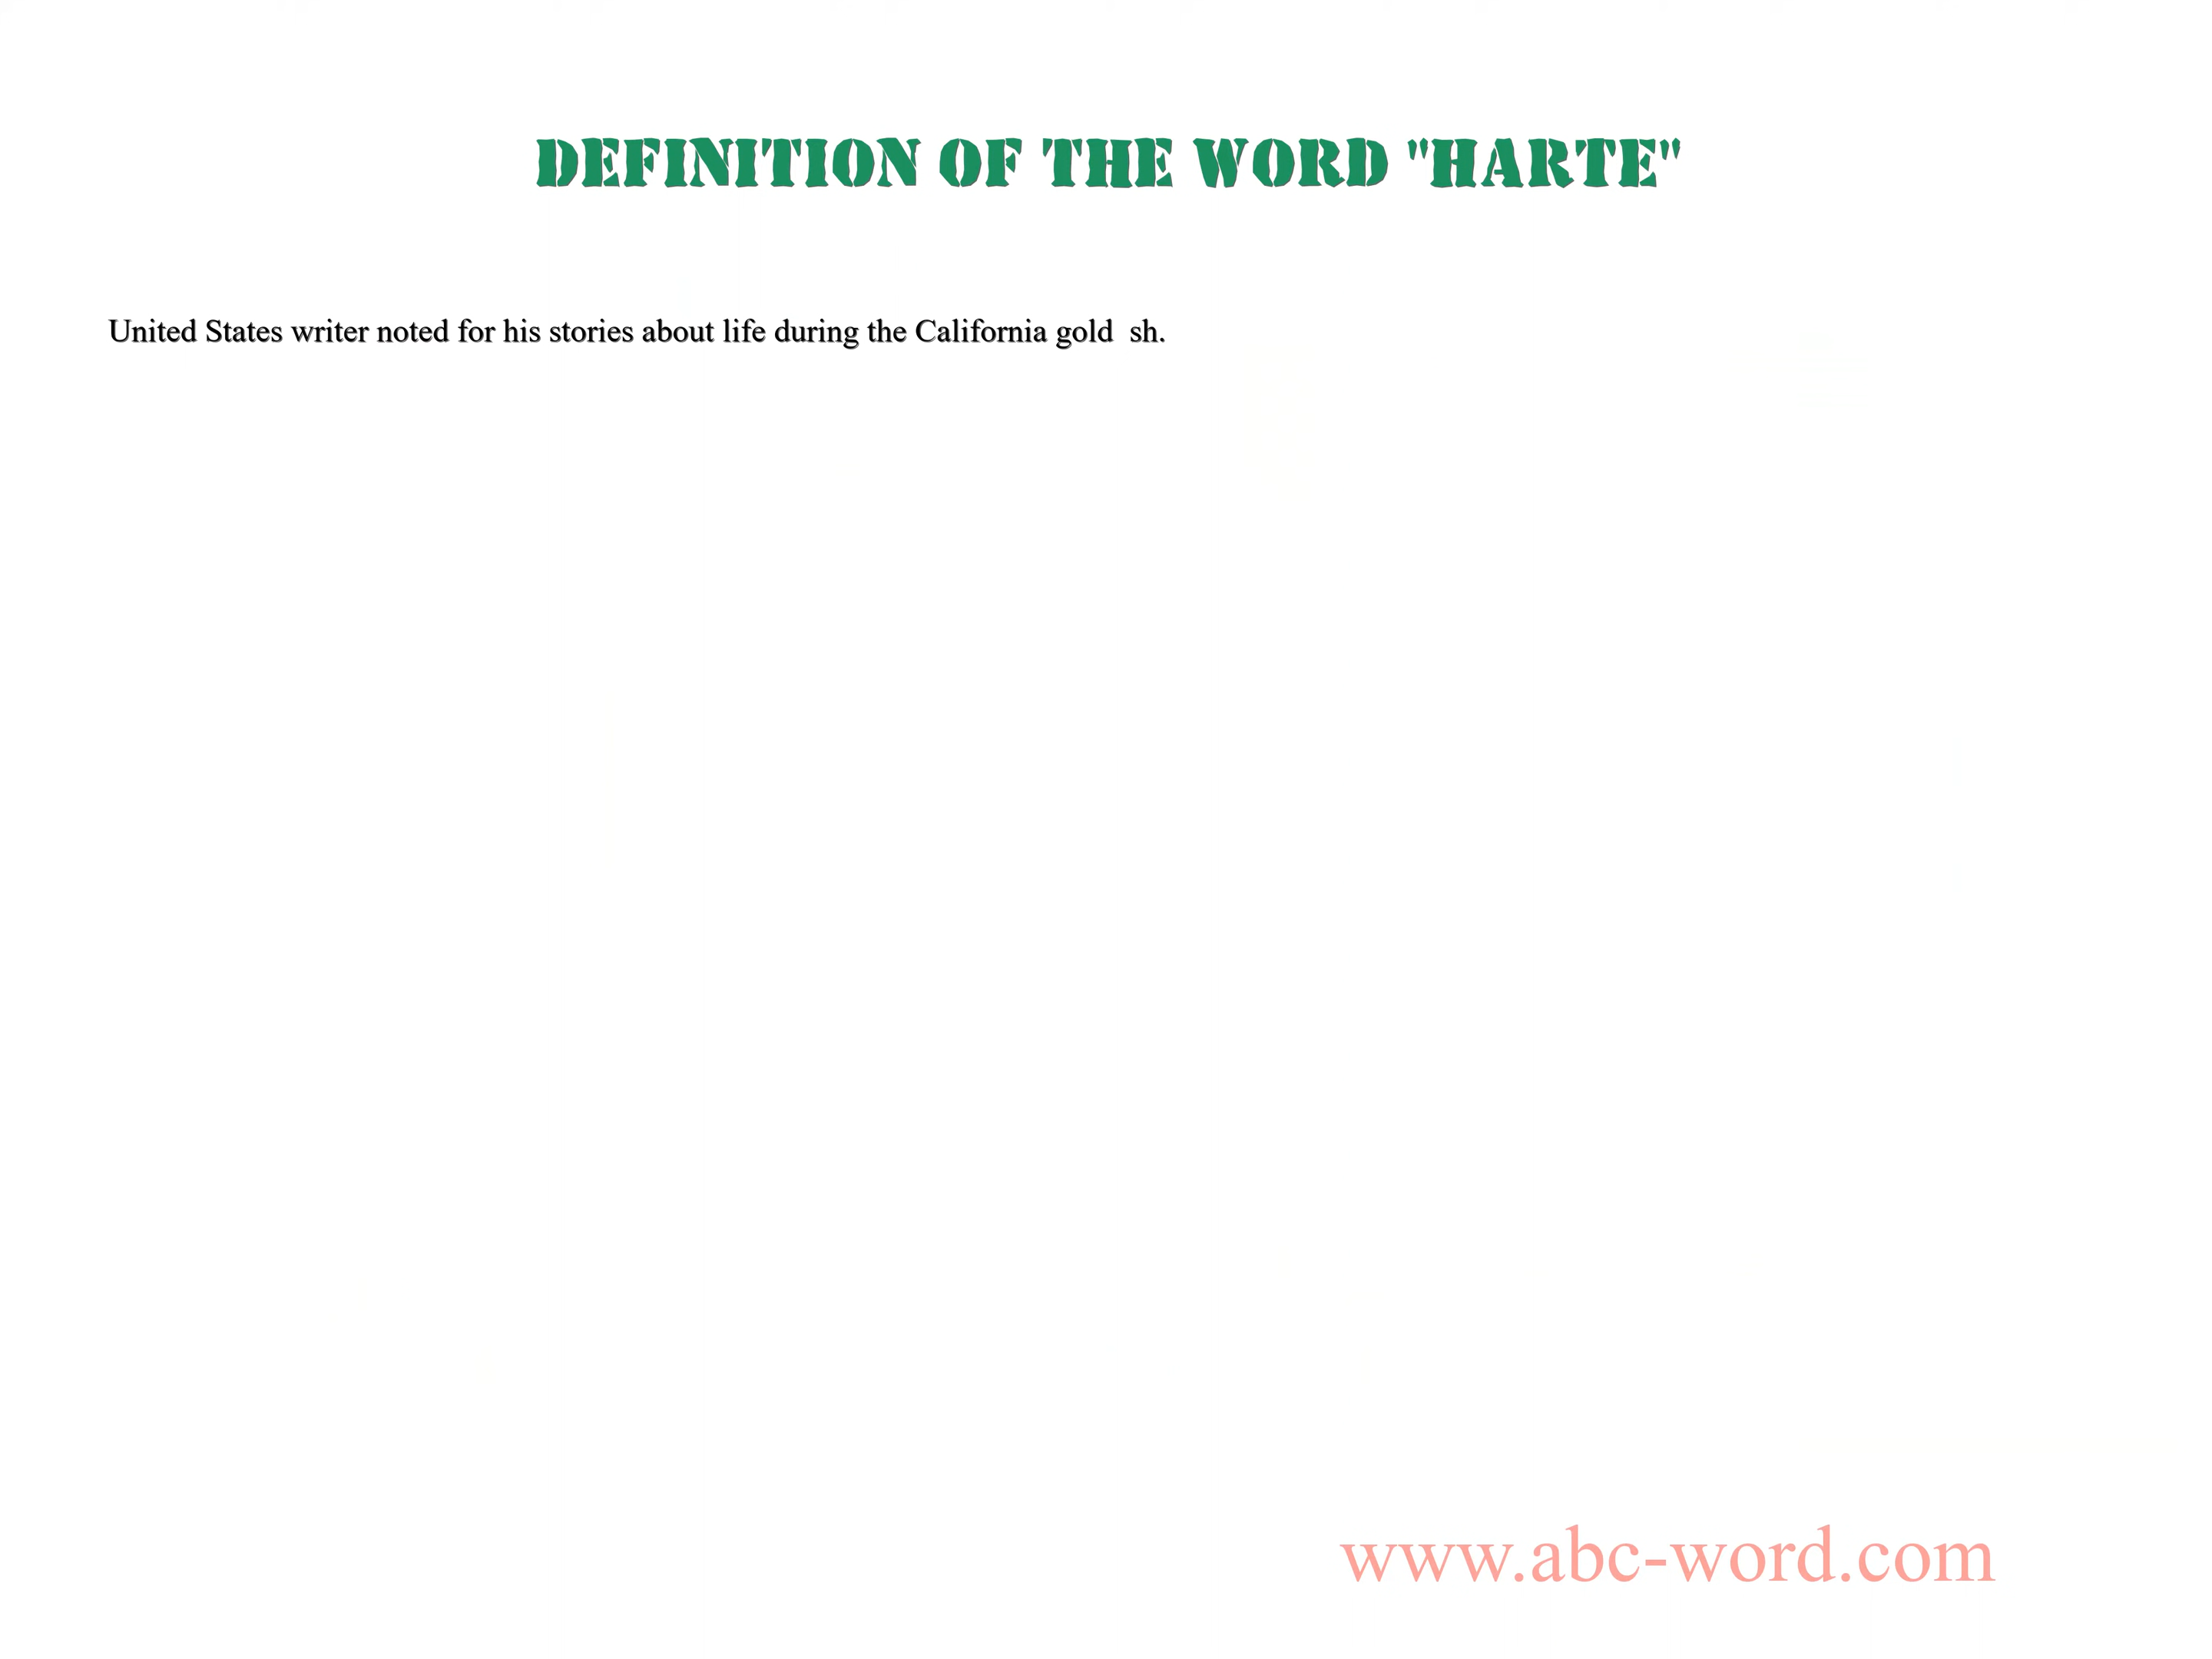 DEFINITION OF THE WORD "HARTE"
United States writer noted for his stories about life during the California gold  sh.
www.abc-word.com